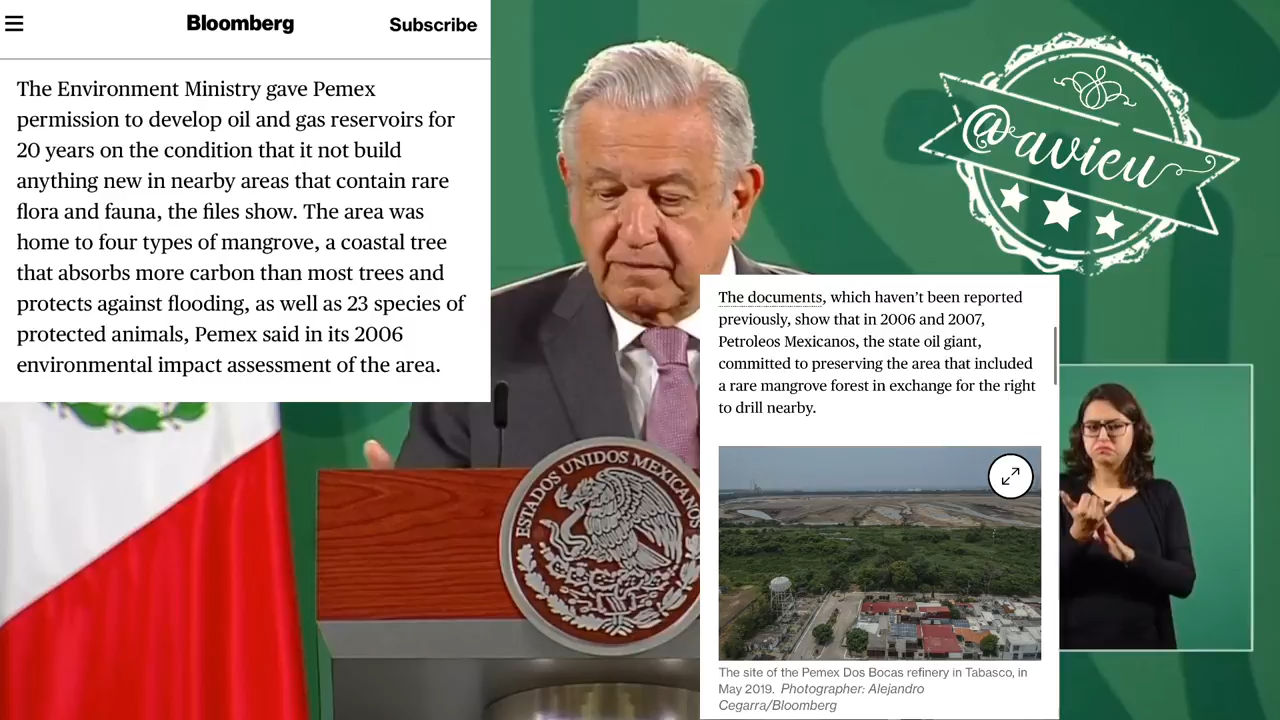 Bloomberg
Subscribe
The Environment Ministry gave Pemex
permission to develop oil and gas reservoirs for
20 years on the condition that it not build
anything new in nearby areas that contain rare
flora and fauna, the files show. The area was
home to four types of mangrove, a coastal tree
that absorbs more carbon than most trees and
protects against flooding, as well as 23 species of
protected animals, Pemex said in its 2006
environmental impact assessment of the area.
@avieu
The documents, which haven’t been reported
previously, show that in 2006 and 2007,
Petroleos Mexicanos, the state oil giant,
committed to preserving the area that included
a rare mangrove forest in exchange for the right
to drill nearby.
The site of the Pemex Dos Bocas refinery in Tabasco, in
May 2019. Photographer: Alejandro
Cegarra/Bloomberg
ESTADOS UNIDOS MEXICANOS